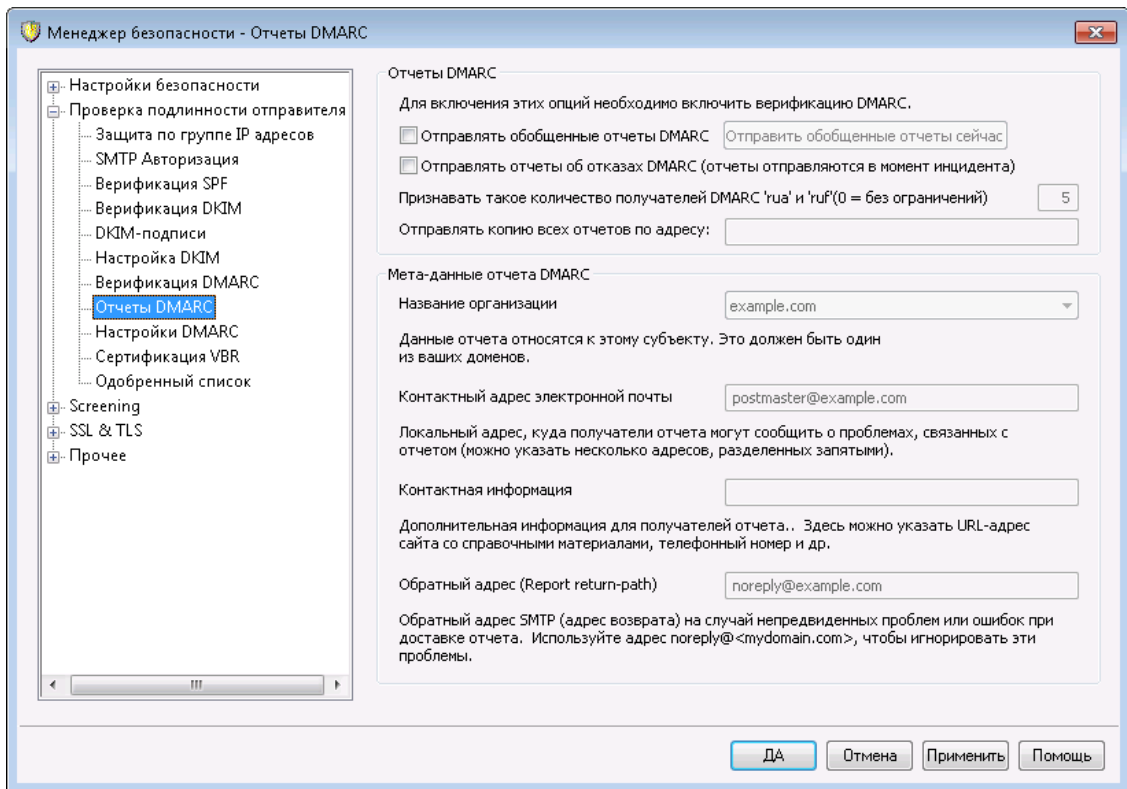 Менеджер безопасности - Отчеты DMARC
Настройки безопасности
Проверка подлинности отправителя
Защита по группе IP адресов
SMTP Авторизация
Верификация SPF
Верификация DKIM
DKIM-подписи
Настройка DKIM
Верификация DMARC
Отчеты DMARC
Настройки DMARC
Сертификация VBR
Одобренный список
Screening
SSL & TLS
Прочее
Отчеты DMARC
Для включения этих опций необходимо включить верификацию DMARC.
Отправлять обобщенные отчеты DMARC
Отправить обобщенные отчеты сейчас
Отправлять отчеты об отказах DMARC (отчеты отправляются в момент инцидента)
Признавать такое количество получателей DMARC 'rua' и 'ruf'(0 = без ограничений)
5
Отправлять копию всех отчетов по адресу:
Мета-данные отчета DMARC
Название организации
example.com
Данные отчета относятся к этому субъекту. Это должен быть один
из ваших доменов.
Контактный адрес электронной почты
postmaster@example.com
Локальный адрес, куда получатели отчета могут сообщить о проблемах, связанных с
отчетом (можно указать несколько адресов, разделенных запятыми).
Контактная информация
Дополнительная информация для получателей отчета.. Здесь можно указать URL-адрес
сайта со справочными материалами, телефонный номер и др.
Обратный адрес (Report return-path)
noreply@example.com
Обратный адрес SMTP (адрес возврата) на случай непредвиденных проблем или ошибок при
доставке отчета. Используйте адрес noreply@<mydomain.com>, чтобы игнорировать эти
проблемы.
ДА
Отмена
Применить
Помощь